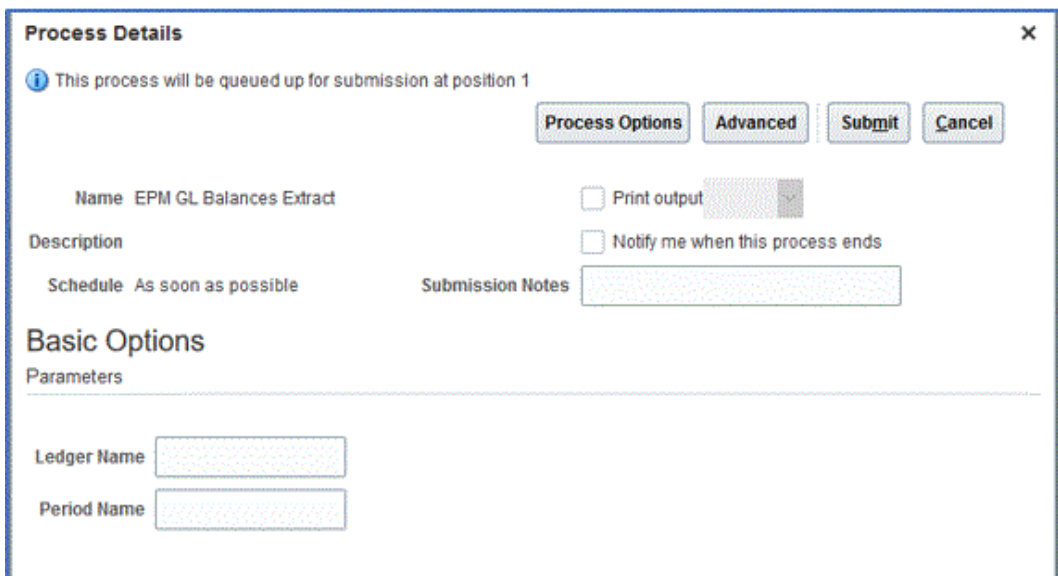 Process Details
This process will be queued up for submission at position 1
Process Options Advanced Submit Cancel
Name EPM GL Balances Extract Print output
Description Notify me when this process ends
Schedule As soon as possible Submission Notes
Basic Options
Parameters
Ledger Name
Period Name